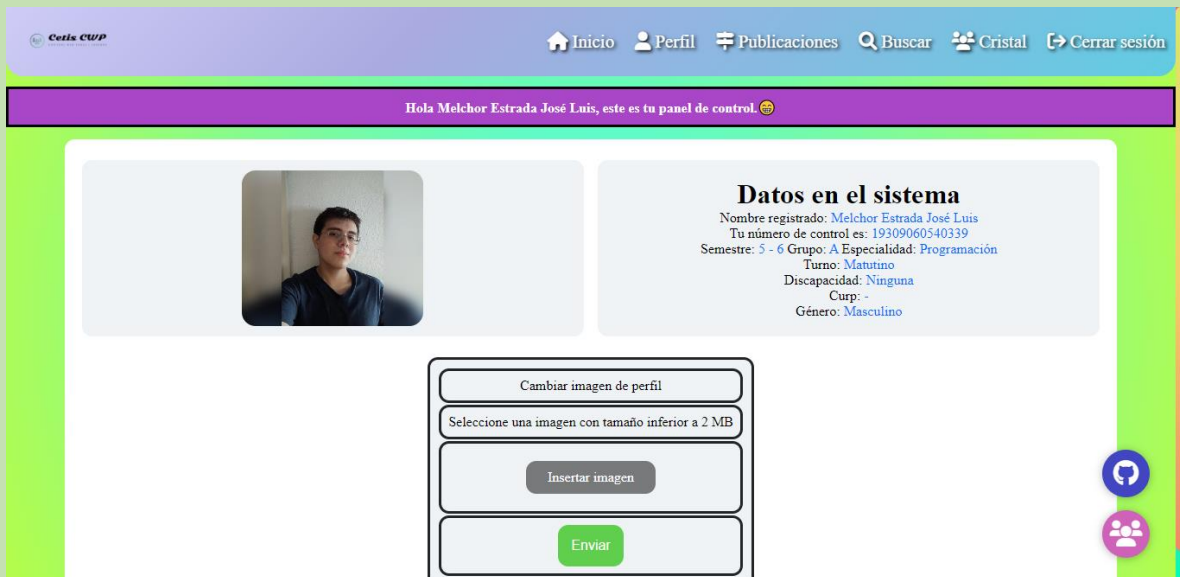 Cetis CWP
Inicio Perfil Publicaciones Buscar Cristal Cerrar sesión
Hola Melchor Estrada José Luis, este es tu panel de control.😁
Datos en el sistema
Nombre registrado: Melchor Estrada José Luis
Tu número de control es: 19309060540339
Semestre: 5 - 6 Grupo: A Especialidad: Programación
Turno: Matutino
Discapacidad: Ninguna
Curp: -
Género: Masculino
Cambiar imagen de perfil
Seleccione una imagen con tamaño inferior a 2 MB
Insertar imagen
Enviar